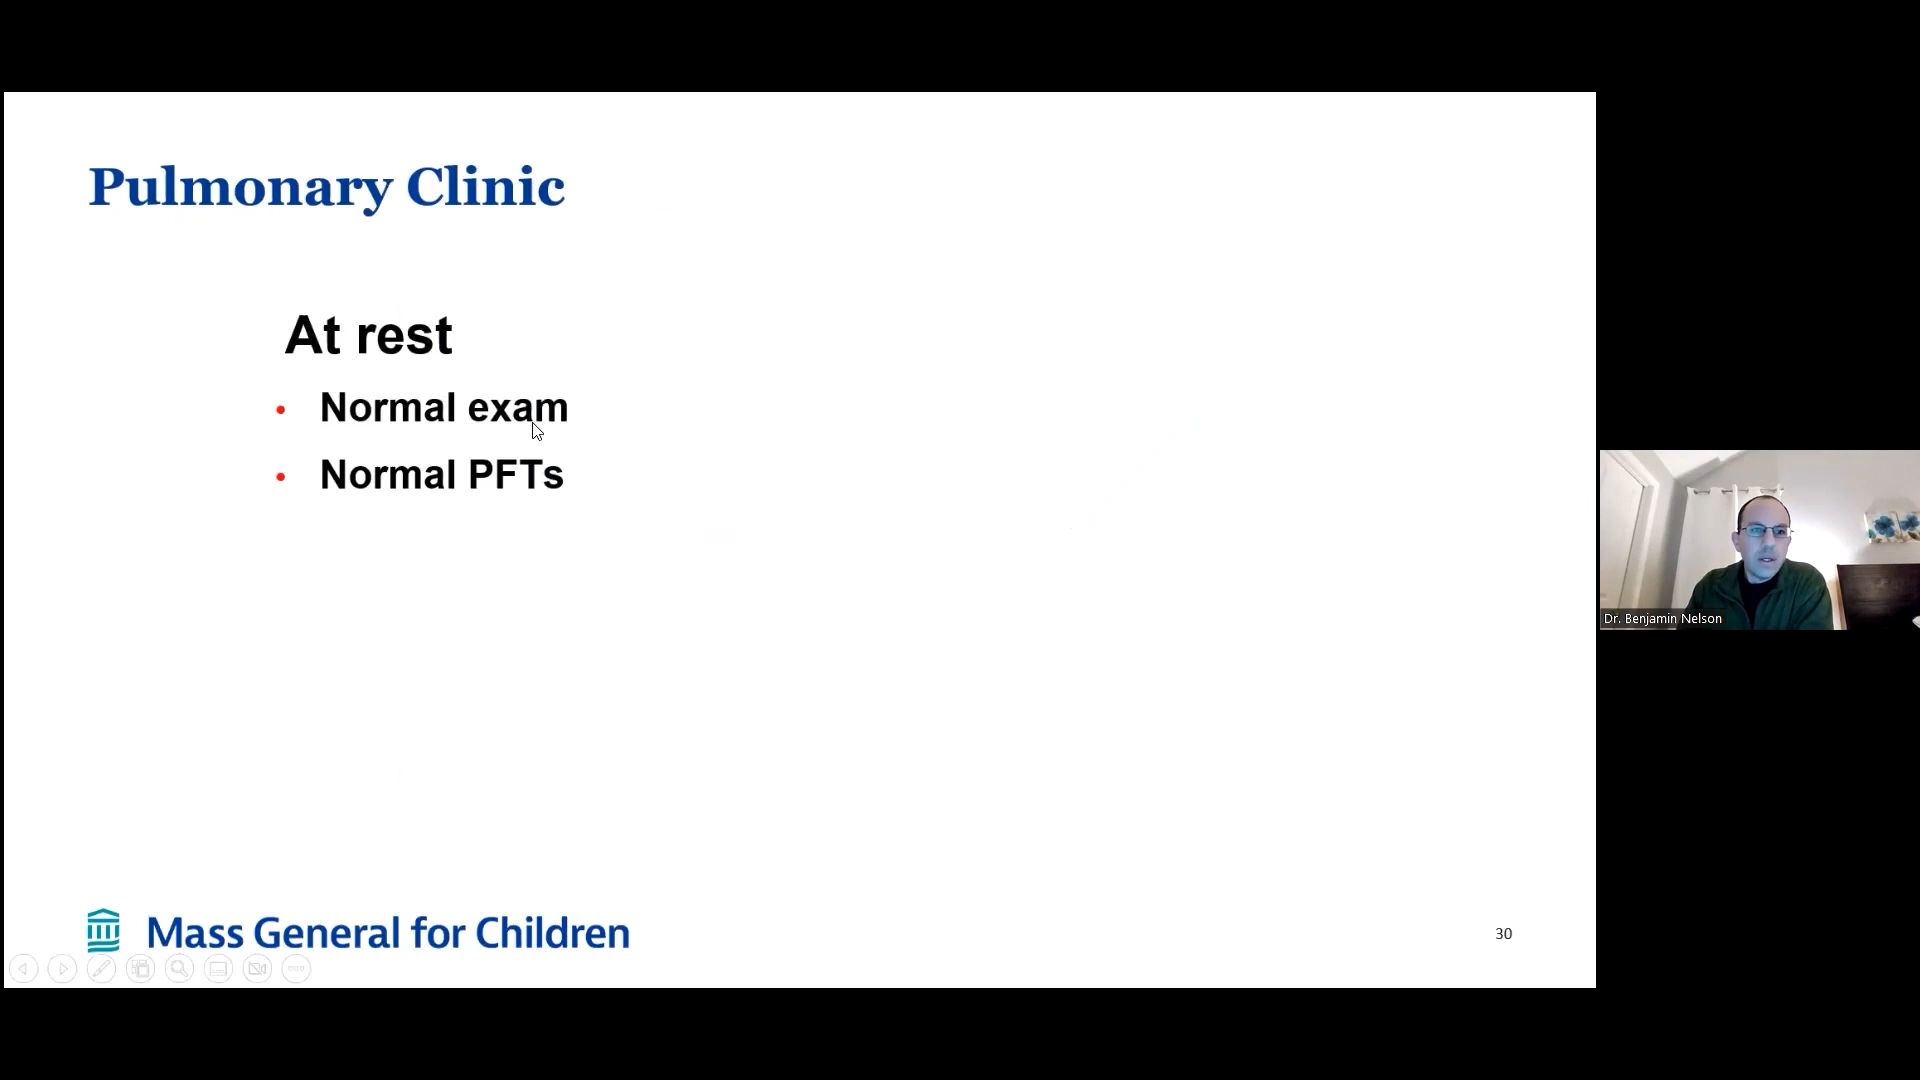 Pulmonary Clinic
At rest
• Normal exam
• Normal PFTs
Mass General for Children
30
Dr. Benjamin Nelson